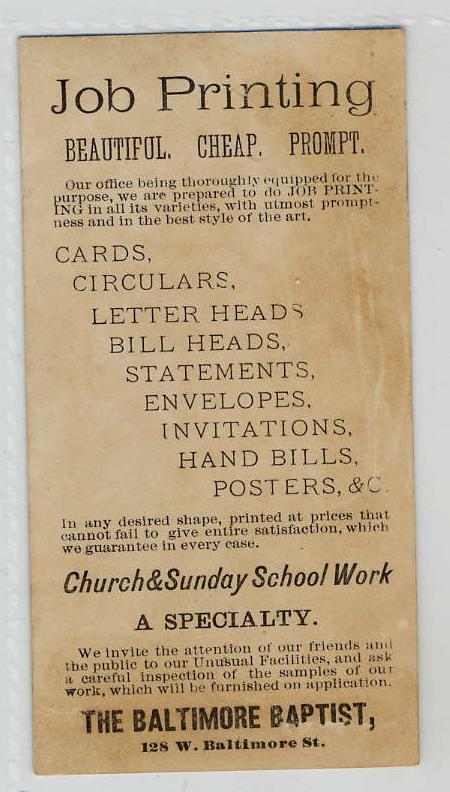 Job Printing
BEAUTIFUL. CHEAP. PROMPT.
Our office being thoroughly equipped for the
purpose, we are prepared to do JOB PRINT-
ING in all its varieties, with utmost prompt-
ness and in the best style of the art.
CARDS,
CIRCULARS,
LETTER HEADS
BILL HEADS,
STATEMENTS,
ENVELOPES,
INVITATIONS,
HAND BILLS,
POSTERS, &C.
In any desired shape, printed at prices that
cannot fail to give entire satisfaction, which
we guarantee in every case.
Church & Sunday School Work
A SPECIALTY.
We invite the attention of our friends and
the public to our Unusual Facilities, and ask
a careful inspection of the samples of our
work, which will be furnished on application.
THE BALTIMORE BAPTIST,
128 W. Baltimore St.